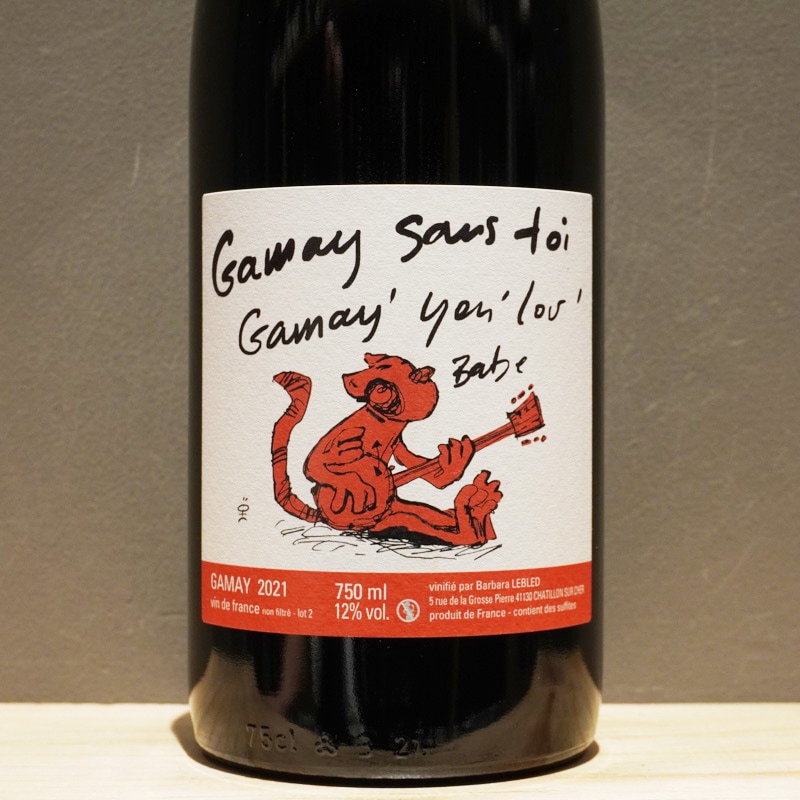 Gamay sans toi
Gamay' yen' lov'
Babe
GAMAY 2021
vin de france non filtré - lot 2
750 ml
12% vol.
vinifié par Barbara LEBLED
5 rue de la Grosse Pierre 41130 CHATILLON SUR CHER
produit de France - contient des sulfites
75cl